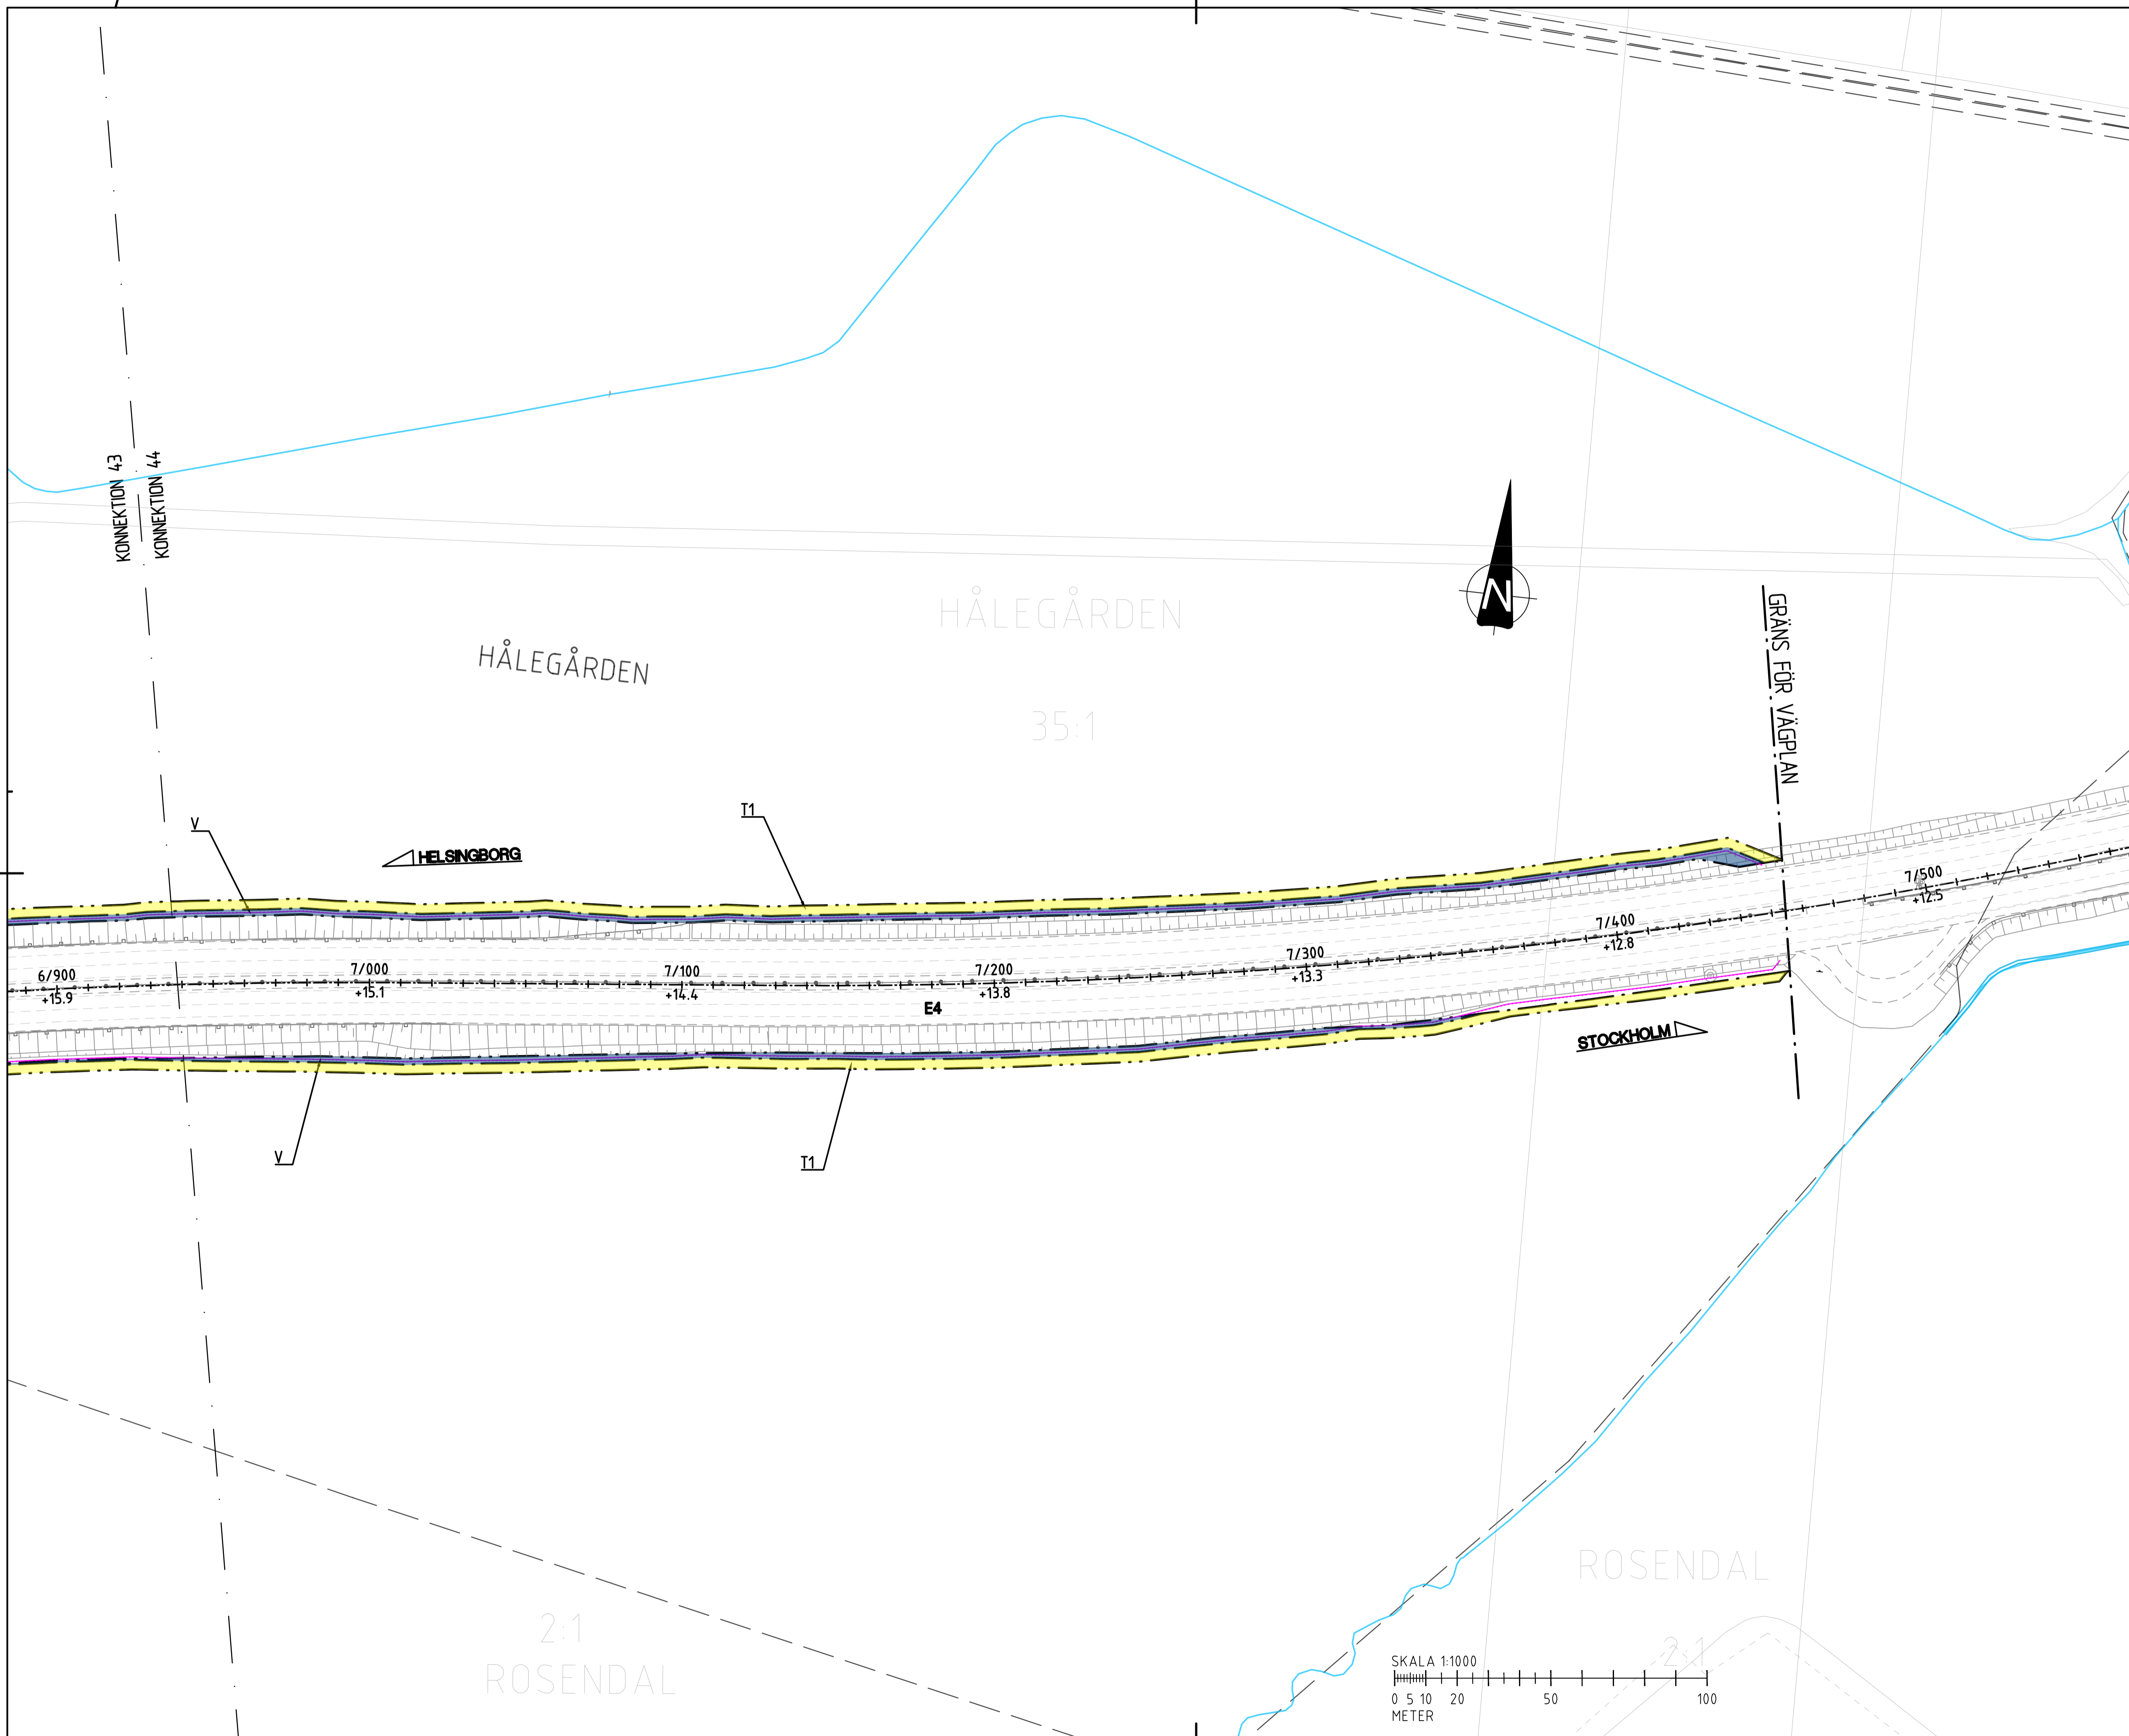 KONNEKTION 43
KONNEKTION 44
HÅLEGÅRDEN
35:1
HÅLEGÅRDEN
N
GRÄNS FÖR VÄGPLAN
V
T1
HELSINGBORG
6/900
+15.9
7/000
+15.1
7/100
+14.4
7/200
+13.8
7/300
+13.3
7/400
+12.8
7/500
+12.5
E4
STOCKHOLM
V
T1
ROSENDAL
2:1
2:1
ROSENDAL
SKALA 1:1000
0 5 10 20 50 100
METER